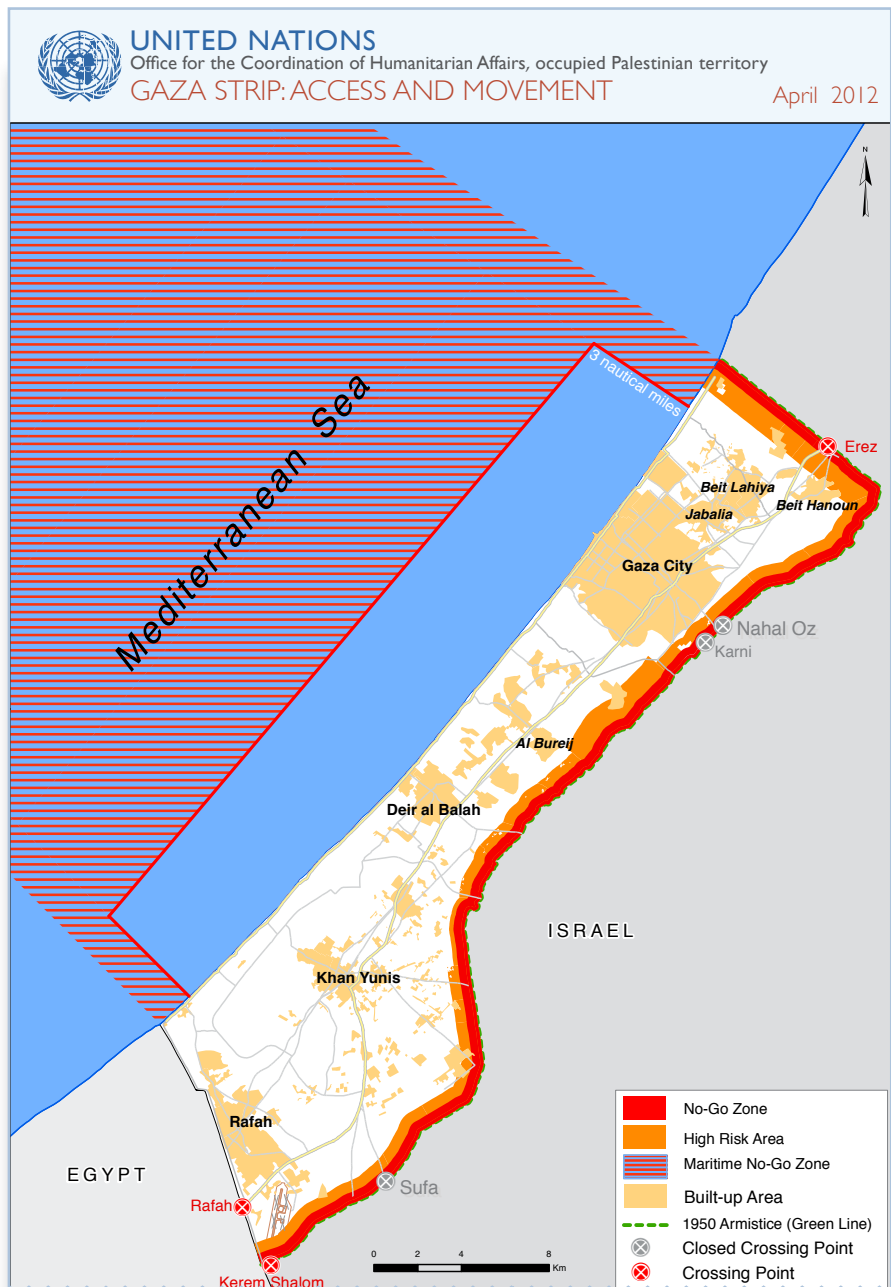 UNITED NATIONS
Office for the Coordination of Humanitarian Affairs, occupied Palestinian territory
GAZA STRIP: ACCESS AND MOVEMENT
April 2012
N
3 nautical miles
Mediterranean Sea
Erez
Beit Lahiya
Beit Hanoun
Jabalia
Gaza City
Nahal Oz
Karni
Al Bureij
Deir al Balah
ISRAEL
Khan Yunis
Rafah
EGYPT
Sufa
Rafah
Kerem Shalom
0 2 4 8
Km
No-Go Zone
High Risk Area
Maritime No-Go Zone
Built-up Area
1950 Armistice (Green Line)
Closed Crossing Point
Crossing Point